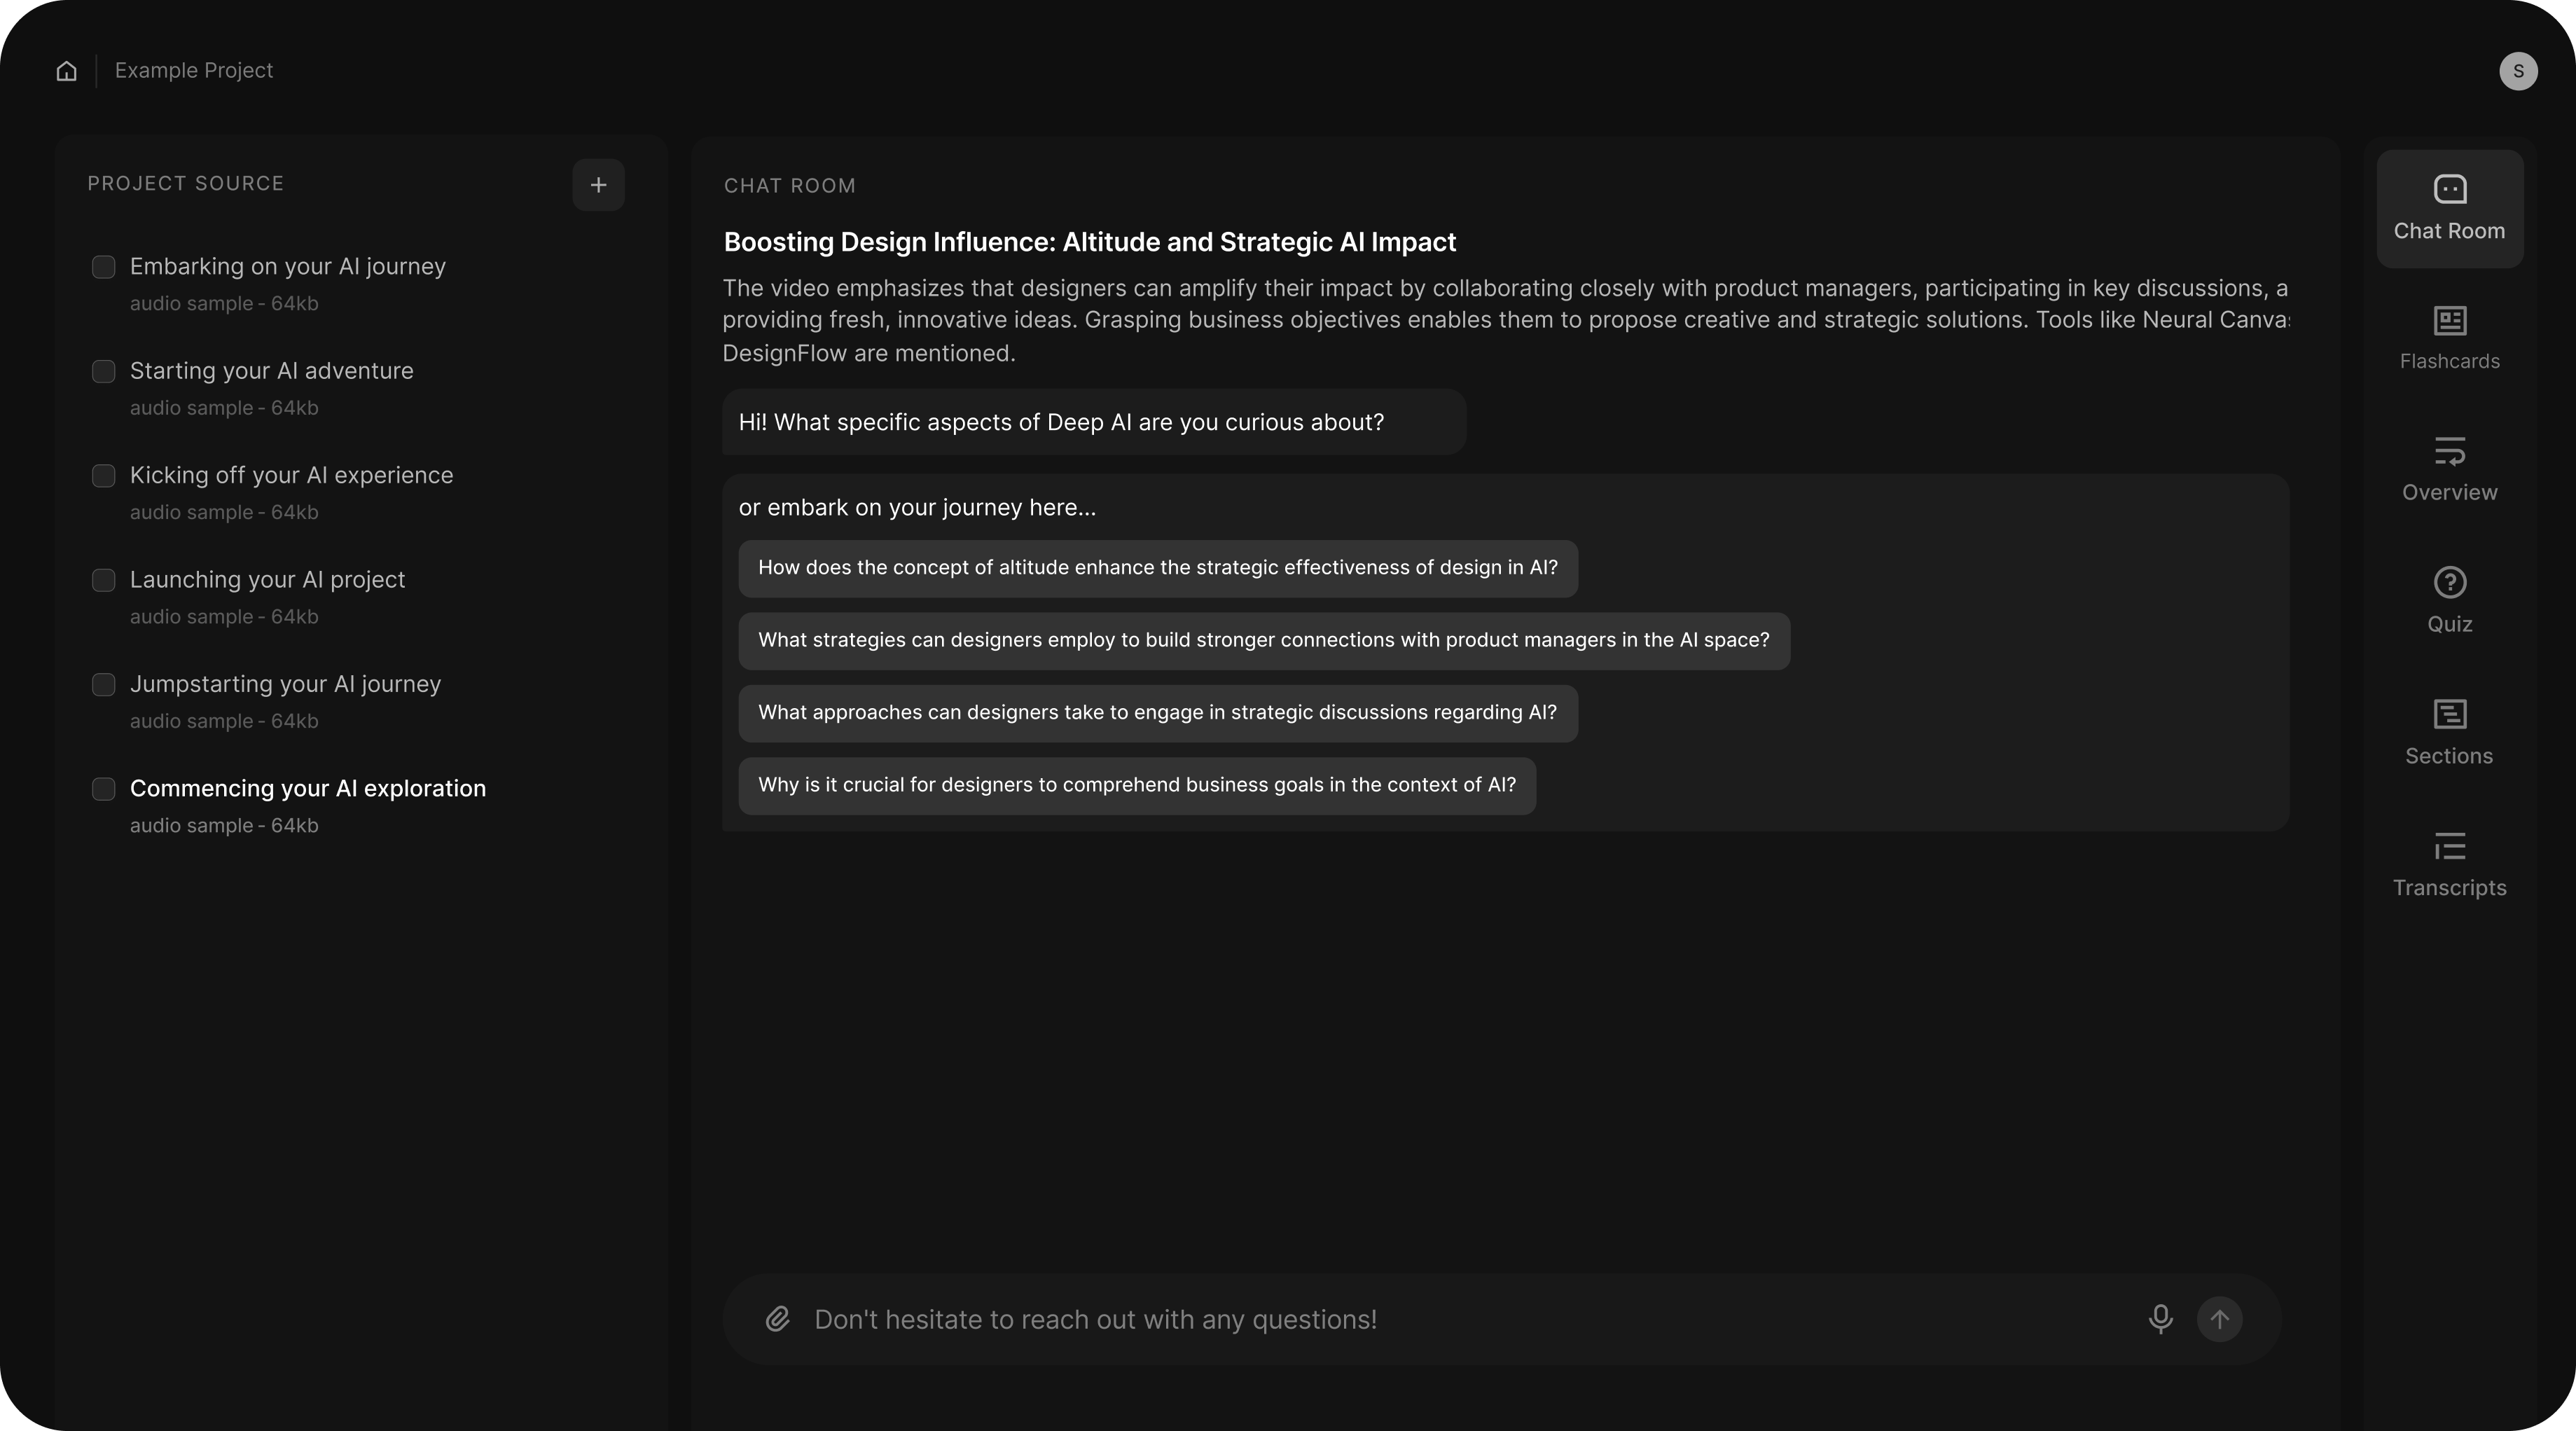 Example Project
S
PROJECT SOURCE
Embarking on your AI journey
audio sample - 64kb
Starting your AI adventure
audio sample - 64kb
Kicking off your AI experience
audio sample - 64kb
Launching your AI project
audio sample - 64kb
Jumpstarting your AI journey
audio sample - 64kb
Commencing your AI exploration
audio sample - 64kb
CHAT ROOM
Boosting Design Influence: Altitude and Strategic AI Impact
The video emphasizes that designers can amplify their impact by collaborating closely with product managers, participating in key discussions, a
providing fresh, innovative ideas. Grasping business objectives enables them to propose creative and strategic solutions. Tools like Neural Canvas
DesignFlow are mentioned.
Hi! What specific aspects of Deep AI are you curious about?
or embark on your journey here...
How does the concept of altitude enhance the strategic effectiveness of design in AI?
What strategies can designers employ to build stronger connections with product managers in the AI space?
What approaches can designers take to engage in strategic discussions regarding AI?
Why is it crucial for designers to comprehend business goals in the context of AI?
Don't hesitate to reach out with any questions!
Chat Room
Flashcards
Overview
Quiz
Sections
Transcripts